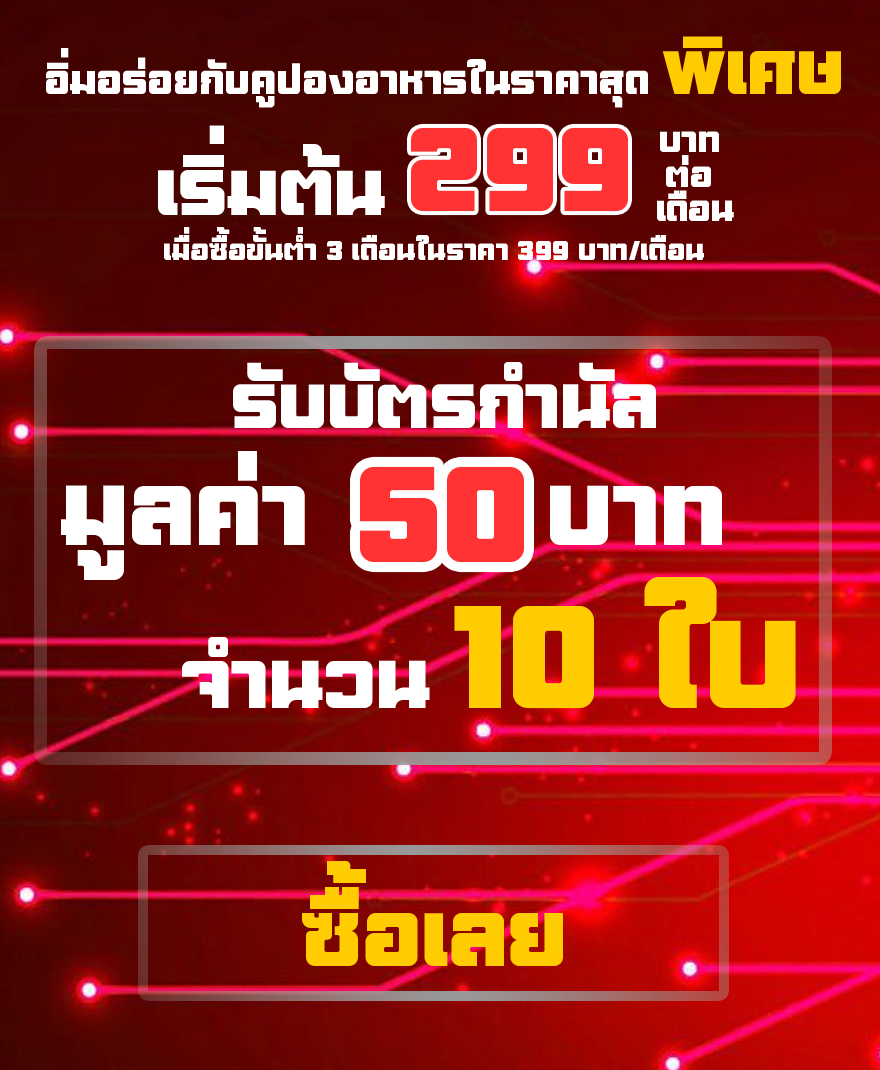 อิ่มอร่อยกับคูปองอาหารในราคาสุด พิเศษ
เริ่มต้น 299 บาท
ต่อ
เดือน
เมื่อซื้อขั้นต่ำ 3 เดือนในราคา 399 บาท/เดือน
รับบัตรกำนัล
มูลค่า 50 บาท
จำนวน 10 ใบ
ซื้อเลย